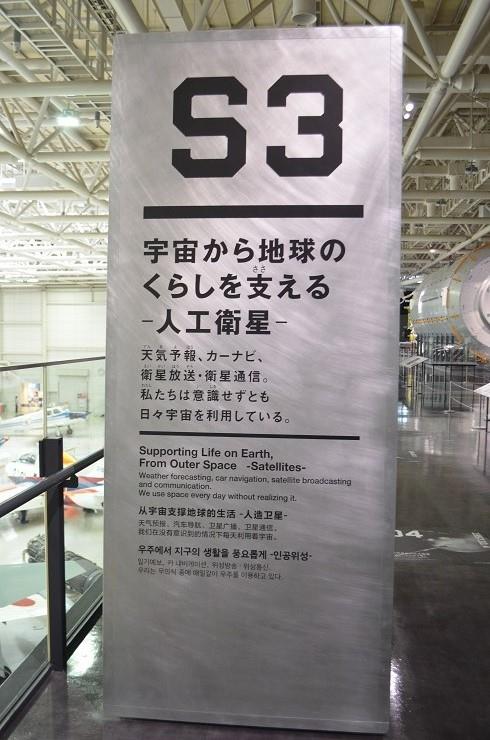 S3
宇宙から地球の
くらしを支える
-人工衛星-
天気予報、カーナビ、
衛星放送・衛星通信。
私たちは意識せずとも
日々宇宙を利用している。
Supporting Life on Earth,
From Outer Space -Satellites-
Weather forecasting, car navigation, satellite broadcasting
and communication.
We use space every day without realizing it.
从宇宙支撑地球的生活 -人造卫星-
天气预报、汽车导航、卫星广播、卫星通信。
我们在没有意识到的情况下每天利用着宇宙。
우주에서 지구의 생활을 풍요롭게 -인공위성-
일기예보, 카 내비게이션, 위성방송・위성통신.
우리는 무의식 중에 매일같이 우주를 이용하고 있다.
04